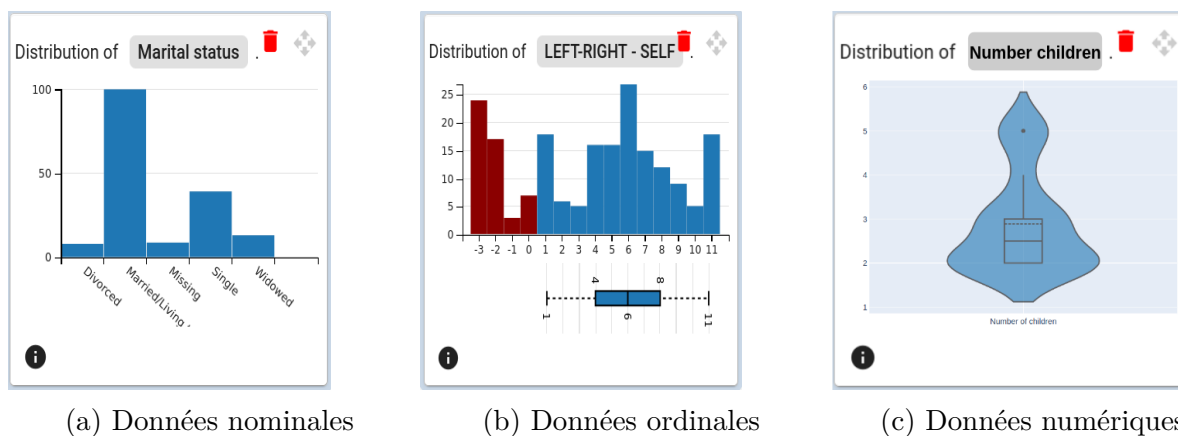 Distribution of Marital status .
100
50
0
Divorced
Married/Living
Missing
Single
Widowed
i
(a) Données nominales
Distribution of LEFT-RIGHT - SELF .
25
20
15
10
5
0
-3 -2 -1 0 1 2 3 4 5 6 7 8 9 10 11
4 8
1 6 11
i
(b) Données ordinales
Distribution of Number children .
6
5
4
3
2
1
Number of children
i
(c) Données numériques